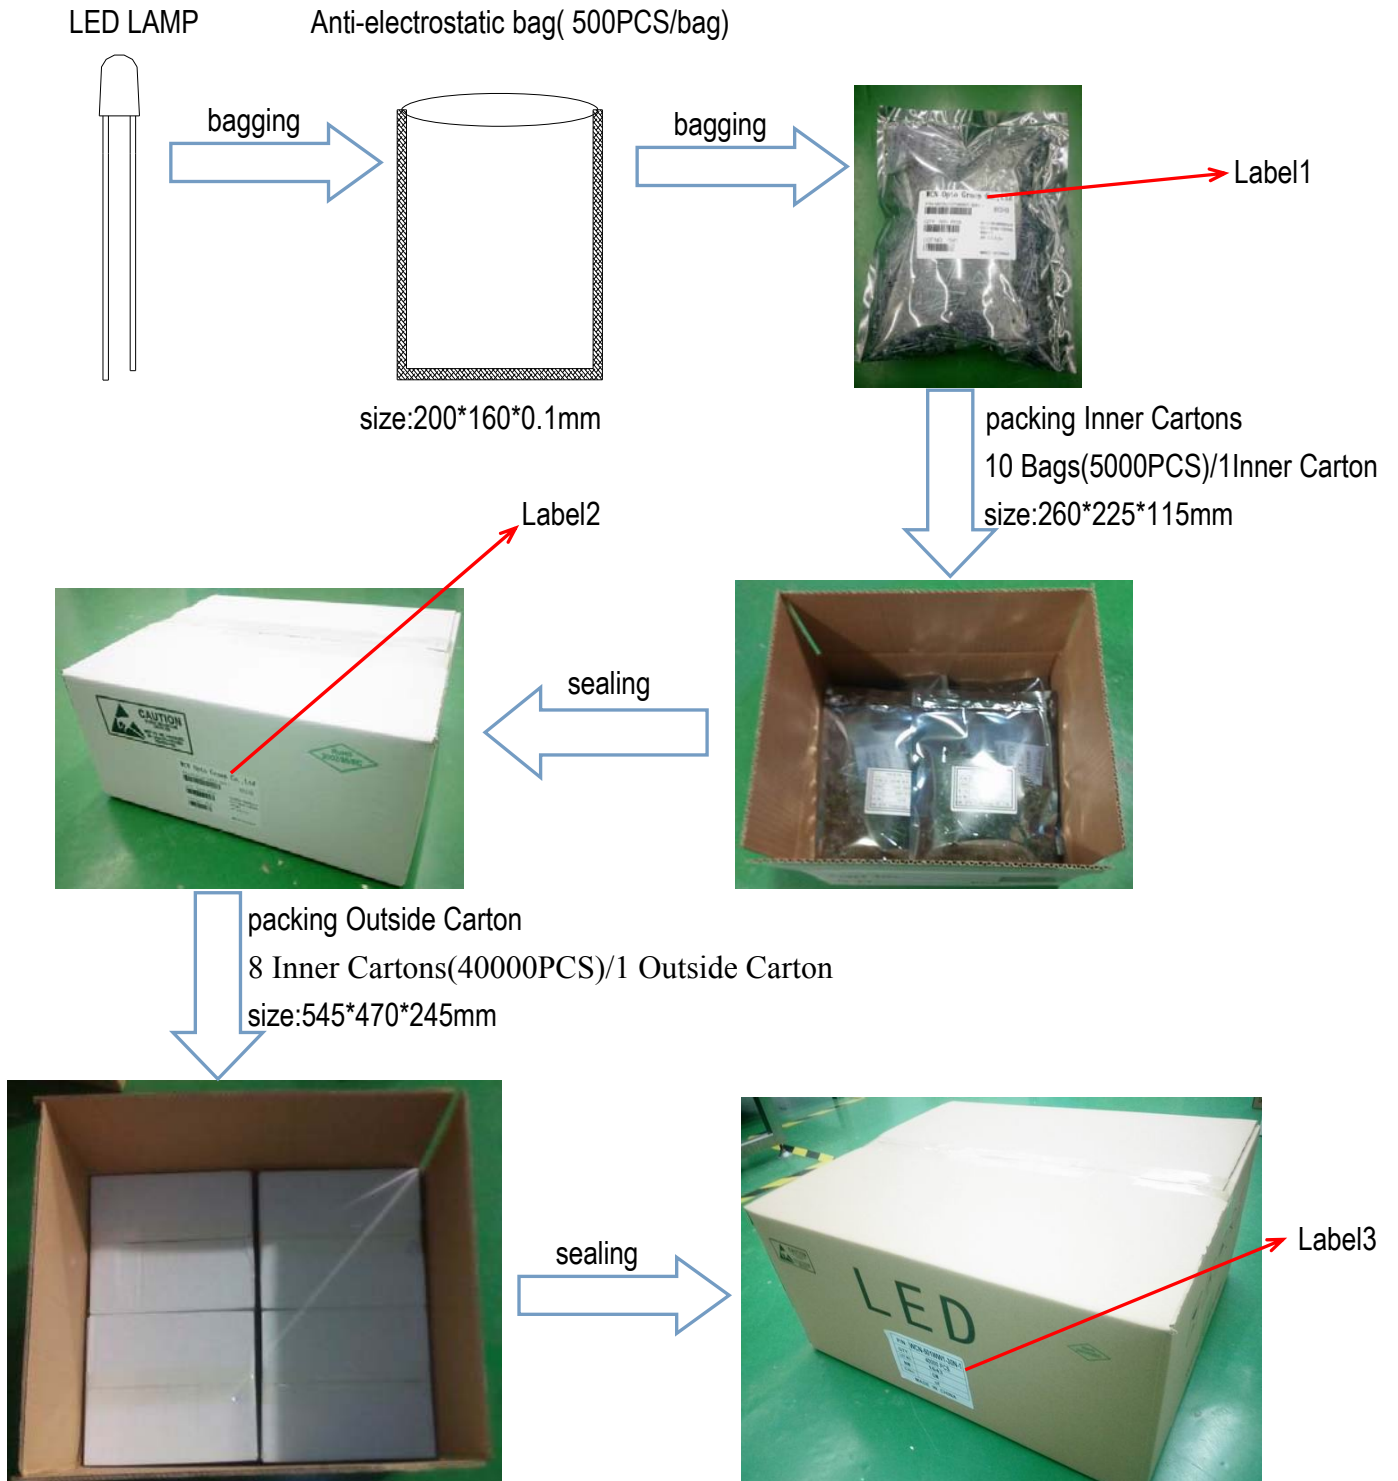 LED LAMP
Anti-electrostatic bag( 500PCS/bag)
bagging
bagging
Label1
size:200*160*0.1mm
packing Inner Cartons
10 Bags(5000PCS)/1Inner Carton
size:260*225*115mm
Label2
sealing
CAUTION
packing Outside Carton
8 Inner Cartons(40000PCS)/1 Outside Carton
size:545*470*245mm
sealing
Label3
LED